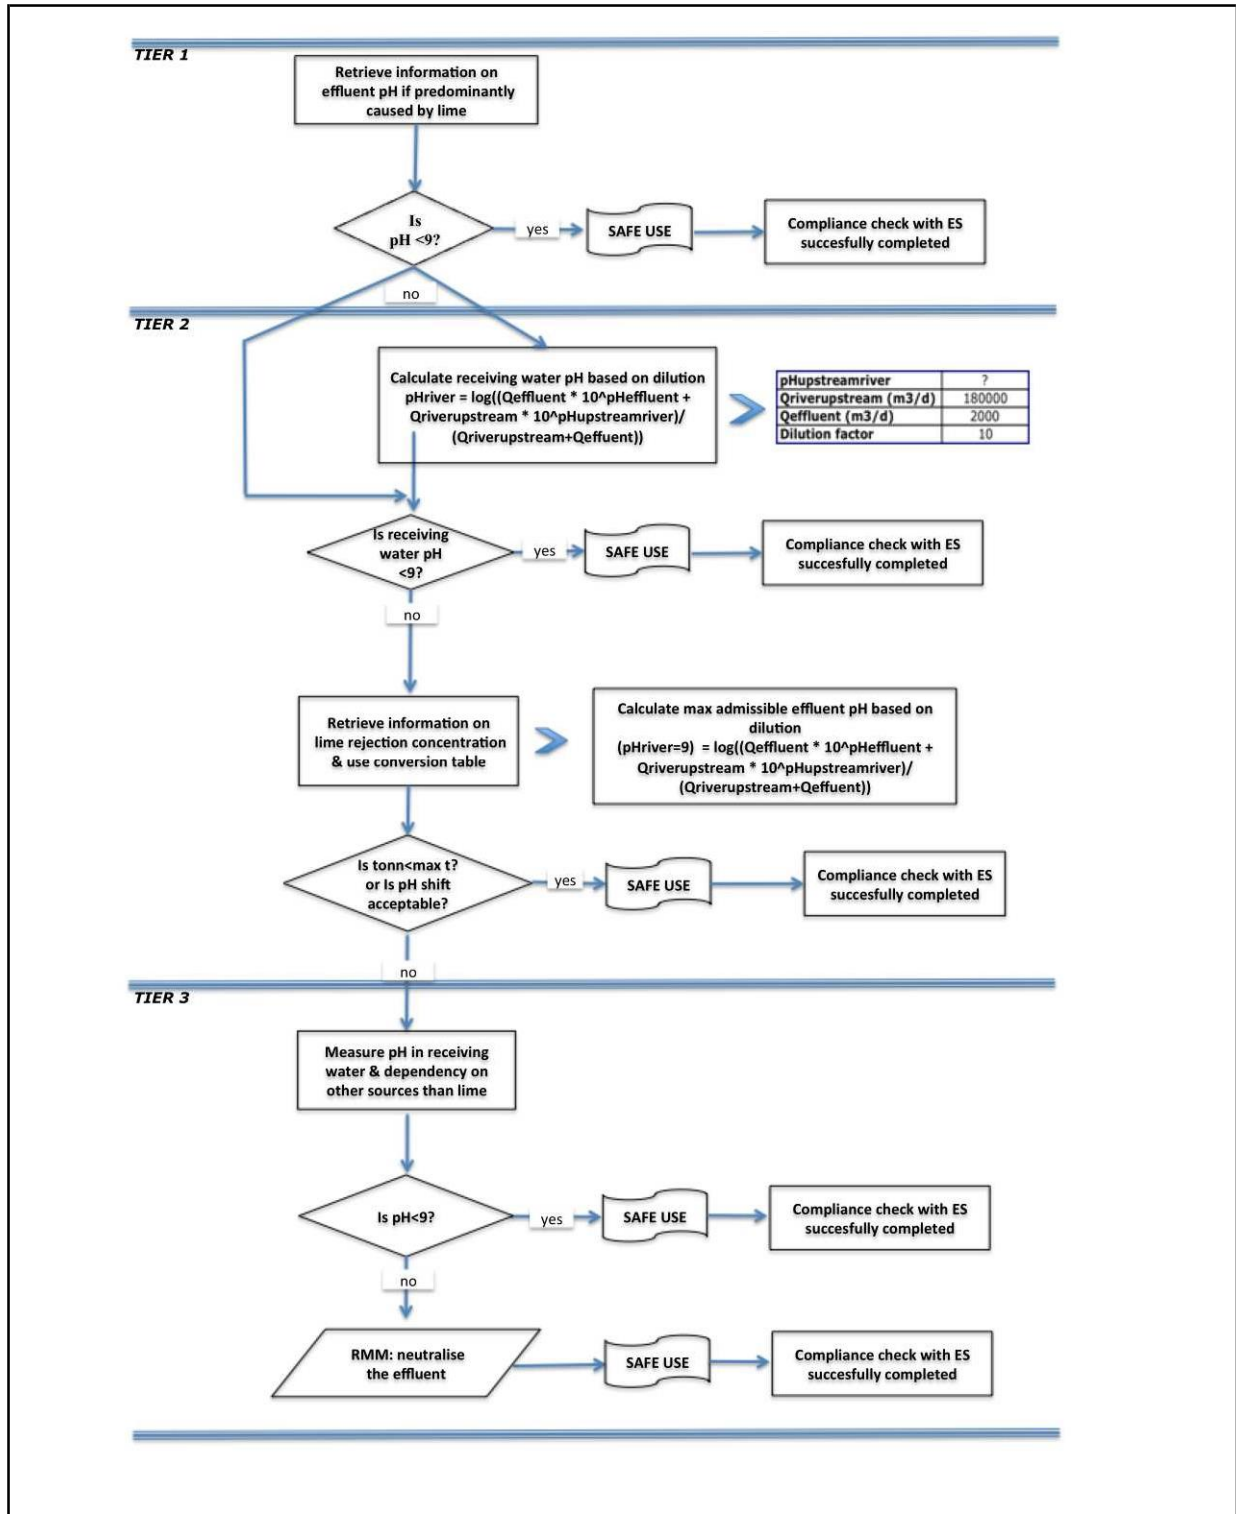 TIER 1
Retrieve information on
effluent pH if predominantly
caused by lime
Is
pH <9?
yes
SAFE USE
Compliance check with ES
succesfully completed
no
TIER 2
Calculate receiving water pH based on dilution
pHriver = log((Qeffluent * 10^pHeffluent +
Qriverupstream * 10^pHupstreamriver)/
(Qriverupstream+Qeffuent))
pHupstreamriver ?
Qriverupstream (m3/d) 180000
Qeffluent (m3/d) 2000
Dilution factor 10
Is receiving
water pH
<9?
yes
SAFE USE
Compliance check with ES
succesfully completed
no
Retrieve information on
lime rejection concentration
& use conversion table
Calculate max admissible effluent pH based on
dilution
(pHriver=9) = log((Qeffluent * 10^pHeffluent +
Qriverupstream * 10^pHupstreamriver)/
(Qriverupstream+Qeffuent))
Is tonn<max t?
or Is pH shift
acceptable?
yes
SAFE USE
Compliance check with ES
succesfully completed
no
TIER 3
Measure pH in receiving
water & dependency on
other sources than lime
Is pH<9?
yes
SAFE USE
Compliance check with ES
succesfully completed
no
RMM: neutralise
the effluent
SAFE USE
Compliance check with ES
succesfully completed